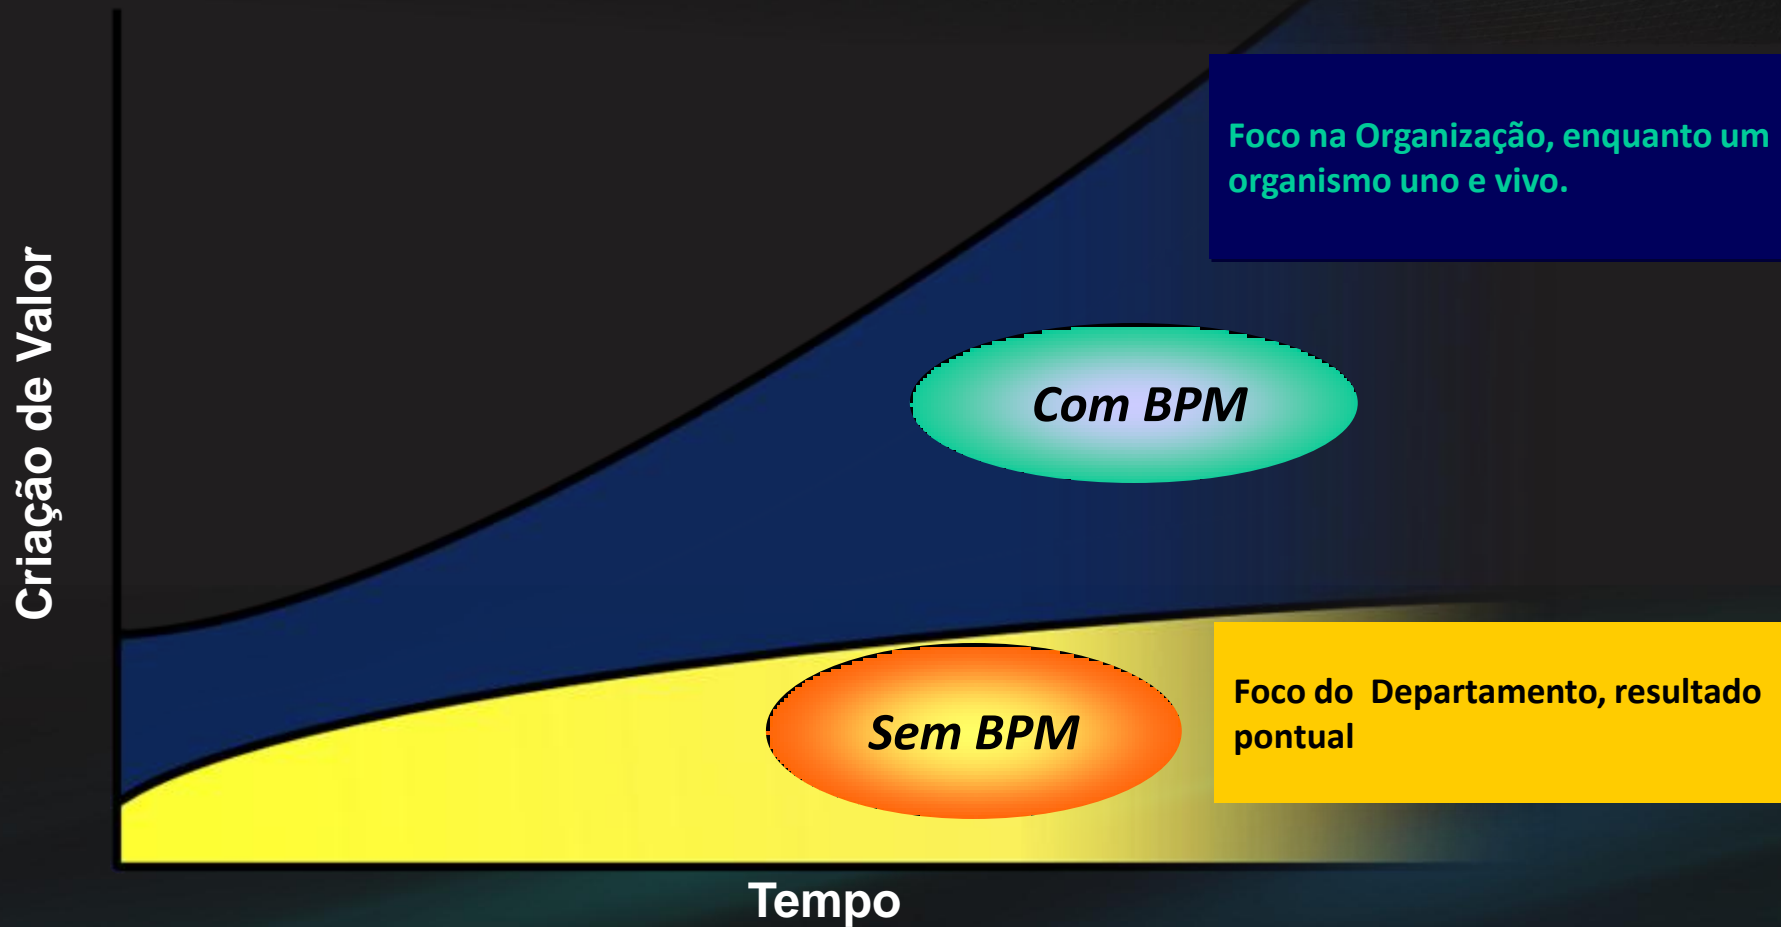 Criação de Valor
Foco na Organização, enquanto um
organismo uno e vivo.
Com BPM
Sem BPM
Foco do  Departamento, resultado
pontual
Tempo